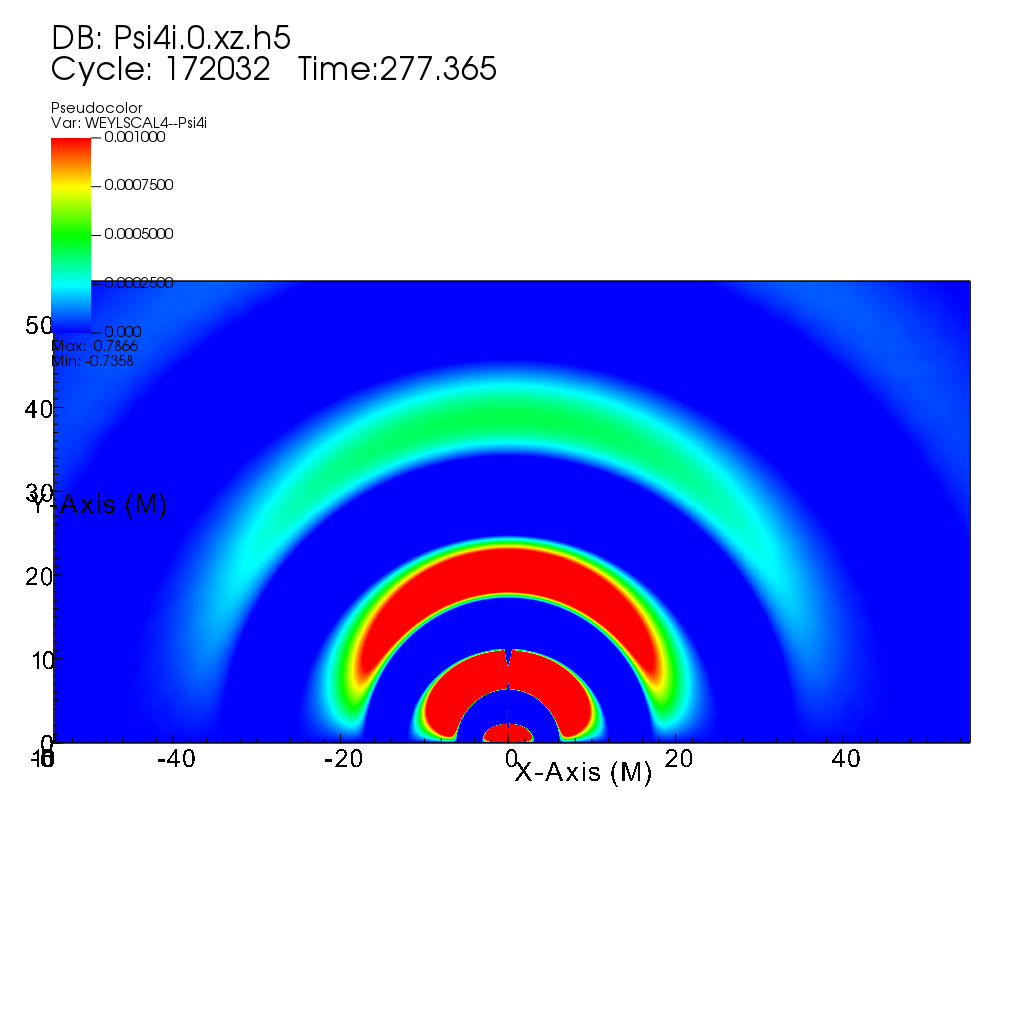 DB: Psi4i.0.xz.h5
Cycle: 172032 Time:277.365
Pseudocolor
Var: WEYLSCAL4--Psi4i
0.001000
0.0007500
0.0005000
0.0002500
0.000
Max: 0.7866
Min: -0.7358
50
40
30
Y-Axis (M)
20
10
0
-40
-20
0
20
40
X-Axis (M)